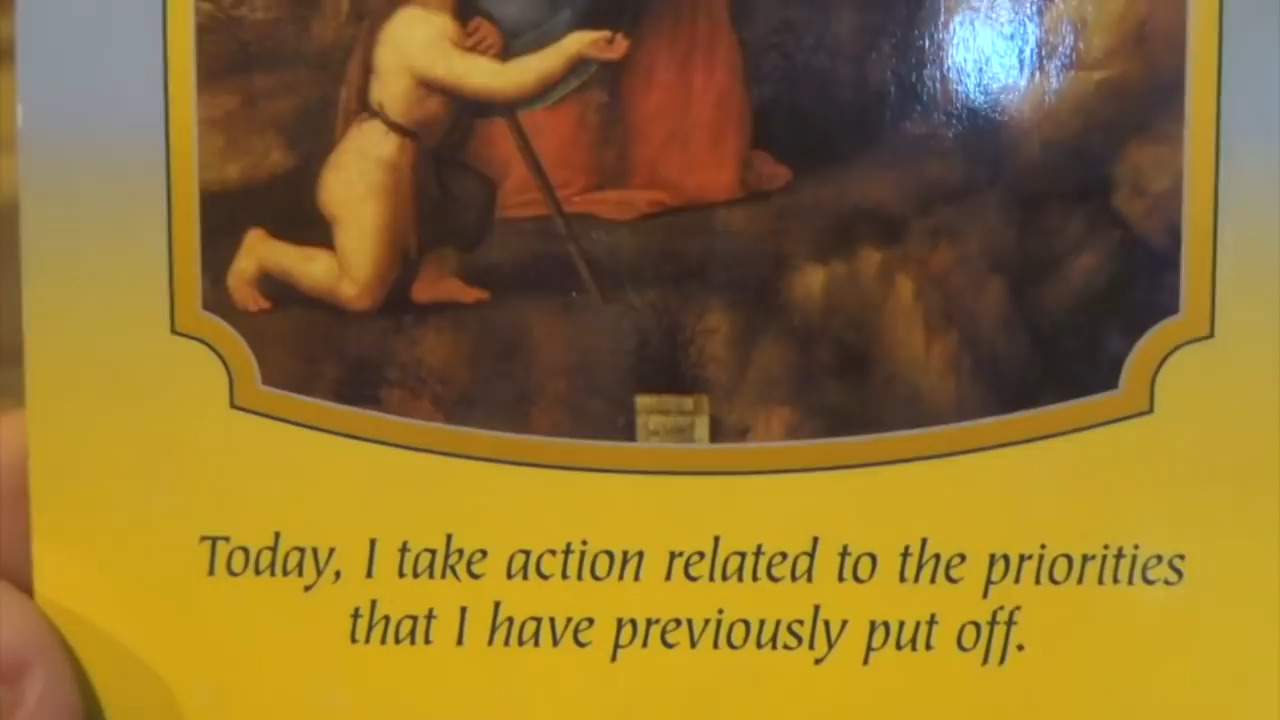 Today, I take action related to the priorities
that I have previously put off.